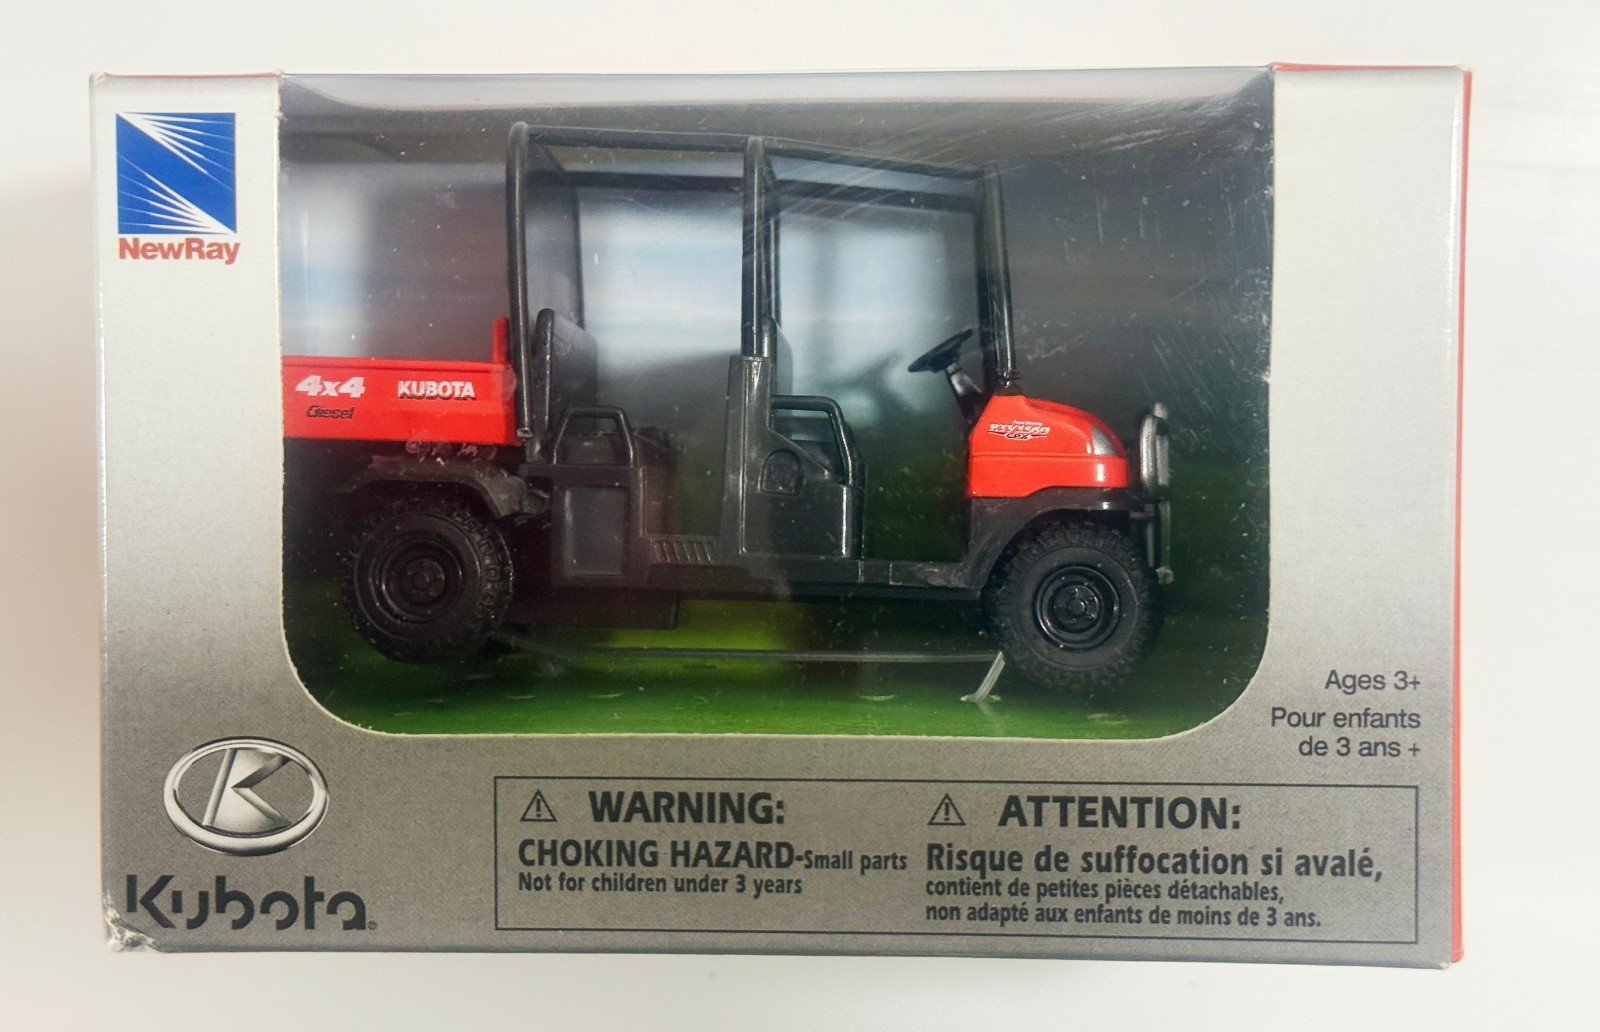 NewRay
4x4 KUBOTA
Diesel
RTV1140
CPX
Ages 3+
Pour enfants
de 3 ans +
Kubota®
WARNING:
CHOKING HAZARD-Small parts
Not for children under 3 years
ATTENTION:
Risque de suffocation si avalé,
contient de petites pièces détachables,
non adapté aux enfants de moins de 3 ans.